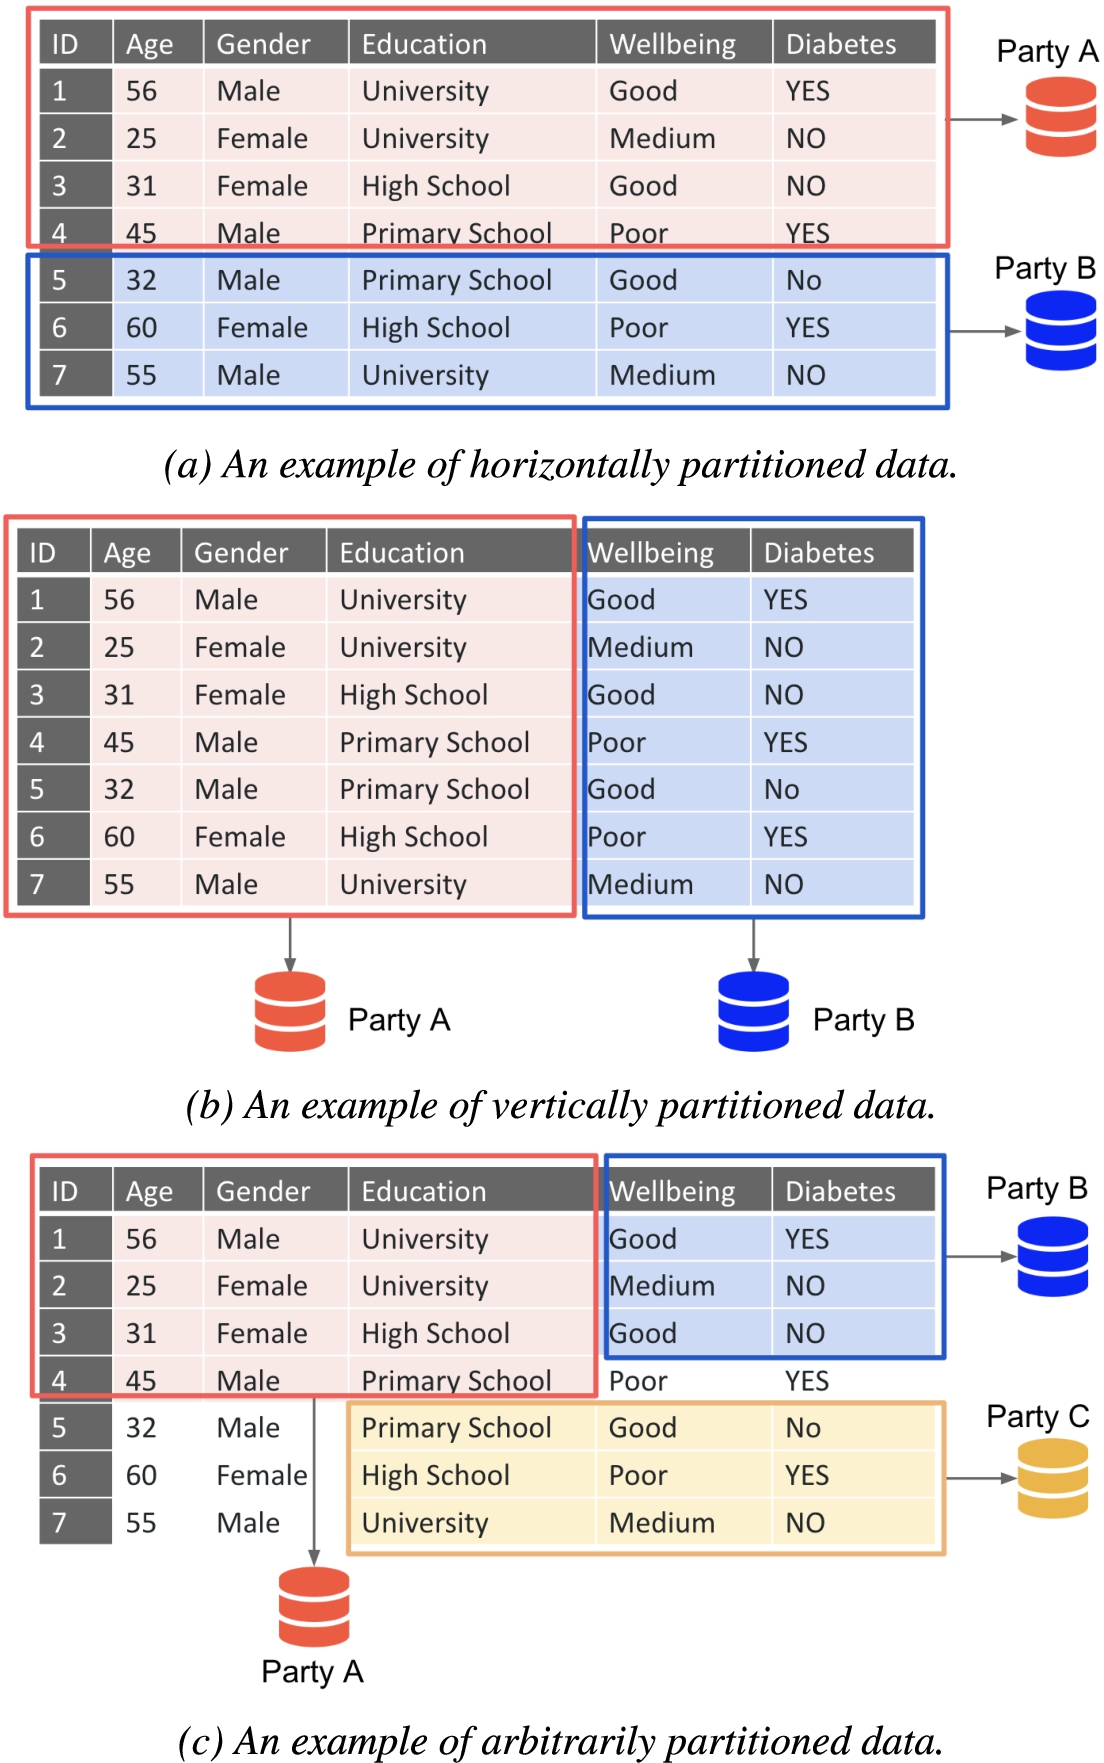 ID Age Gender Education Wellbeing Diabetes
Party A
1 56 Male University Good YES
2 25 Female University Medium NO
3 31 Female High School Good NO
4 45 Male Primary School Poor YES
Party B
5 32 Male Primary School Good No
6 60 Female High School Poor YES
7 55 Male University Medium NO
(a) An example of horizontally partitioned data.
ID Age Gender Education Wellbeing Diabetes
1 56 Male University Good YES
2 25 Female University Medium NO
3 31 Female High School Good NO
4 45 Male Primary School Poor YES
5 32 Male Primary School Good No
6 60 Female High School Poor YES
7 55 Male University Medium NO
Party A
Party B
(b) An example of vertically partitioned data.
ID Age Gender Education Wellbeing Diabetes
Party B
1 56 Male University Good YES
2 25 Female University Medium NO
3 31 Female High School Good NO
4 45 Male Primary School Poor YES
Party C
5 32 Male Primary School Good No
6 60 Female High School Poor YES
7 55 Male University Medium NO
Party A
(c) An example of arbitrarily partitioned data.